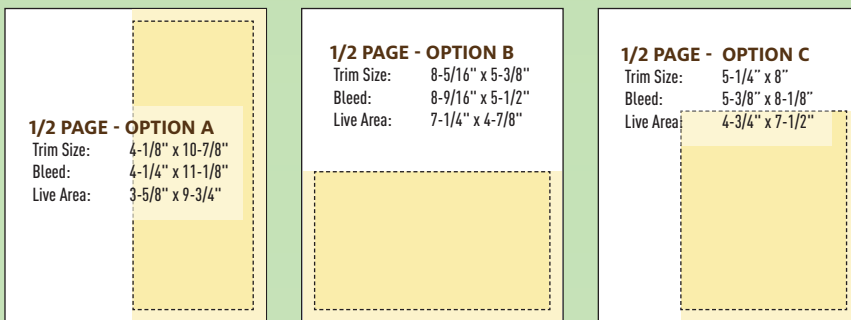 1/2 PAGE - OPTION A
Trim Size: 4-1/8" x 10-7/8"
Bleed: 4-1/4" x 11-1/8"
Live Area: 3-5/8" x 9-3/4"
1/2 PAGE - OPTION B
Trim Size: 8-5/16" x 5-3/8"
Bleed: 8-9/16" x 5-1/2"
Live Area: 7-1/4" x 4-7/8"
1/2 PAGE - OPTION C
Trim Size: 5-1/4” x 8”
Bleed: 5-3/8” x 8-1/8”
Live Area: 4-3/4" x 7-1/2"